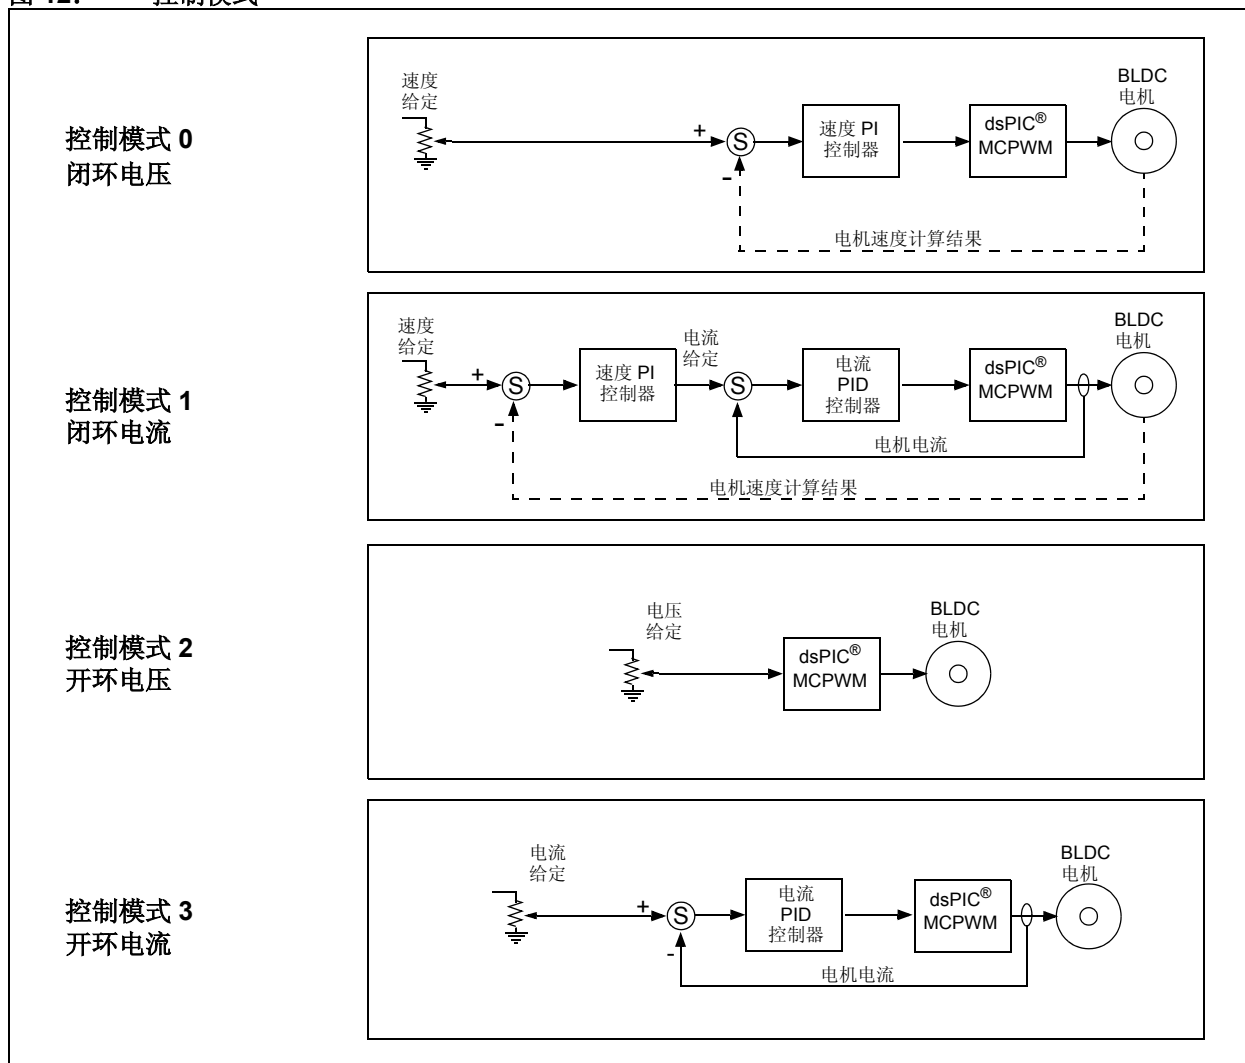 图 12： 控制模式
控制模式 0
闭环电压
速度
给定
+
S
-
速度 PI
控制器
dsPIC®
MCPWM
BLDC
电机
电机速度计算结果
控制模式 1
闭环电流
速度
给定
+
S
-
速度 PI
控制器
电流
给定
S
电流
PID
控制器
dsPIC®
MCPWM
BLDC
电机
电机电流
电机速度计算结果
控制模式 2
开环电压
电压
给定
dsPIC®
MCPWM
BLDC
电机
控制模式 3
开环电流
电流
给定
+
S
-
电流
PID
控制器
dsPIC®
MCPWM
BLDC
电机
电机电流